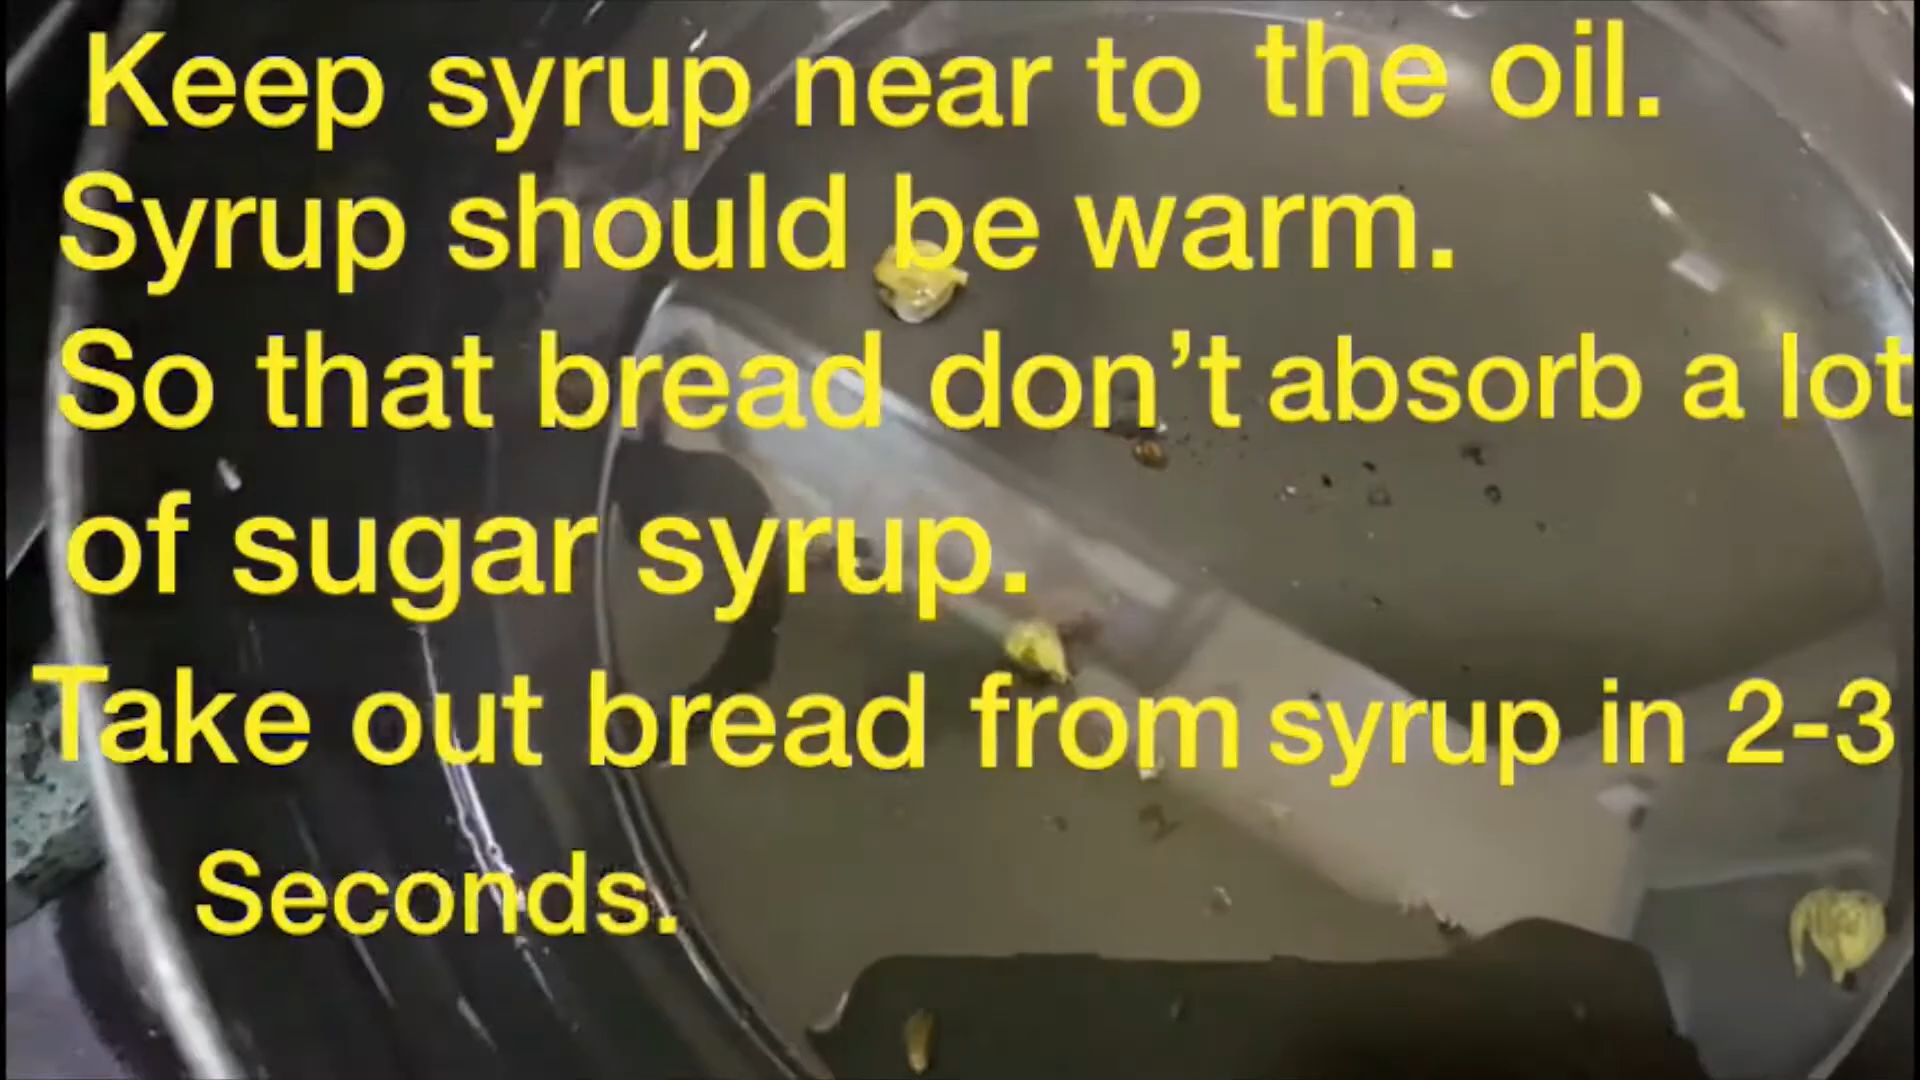 Keep syrup near to the oil.
Syrup should be warm.
So that bread don’t absorb a lot
of sugar syrup.
Take out bread from syrup in 2-3
Seconds.